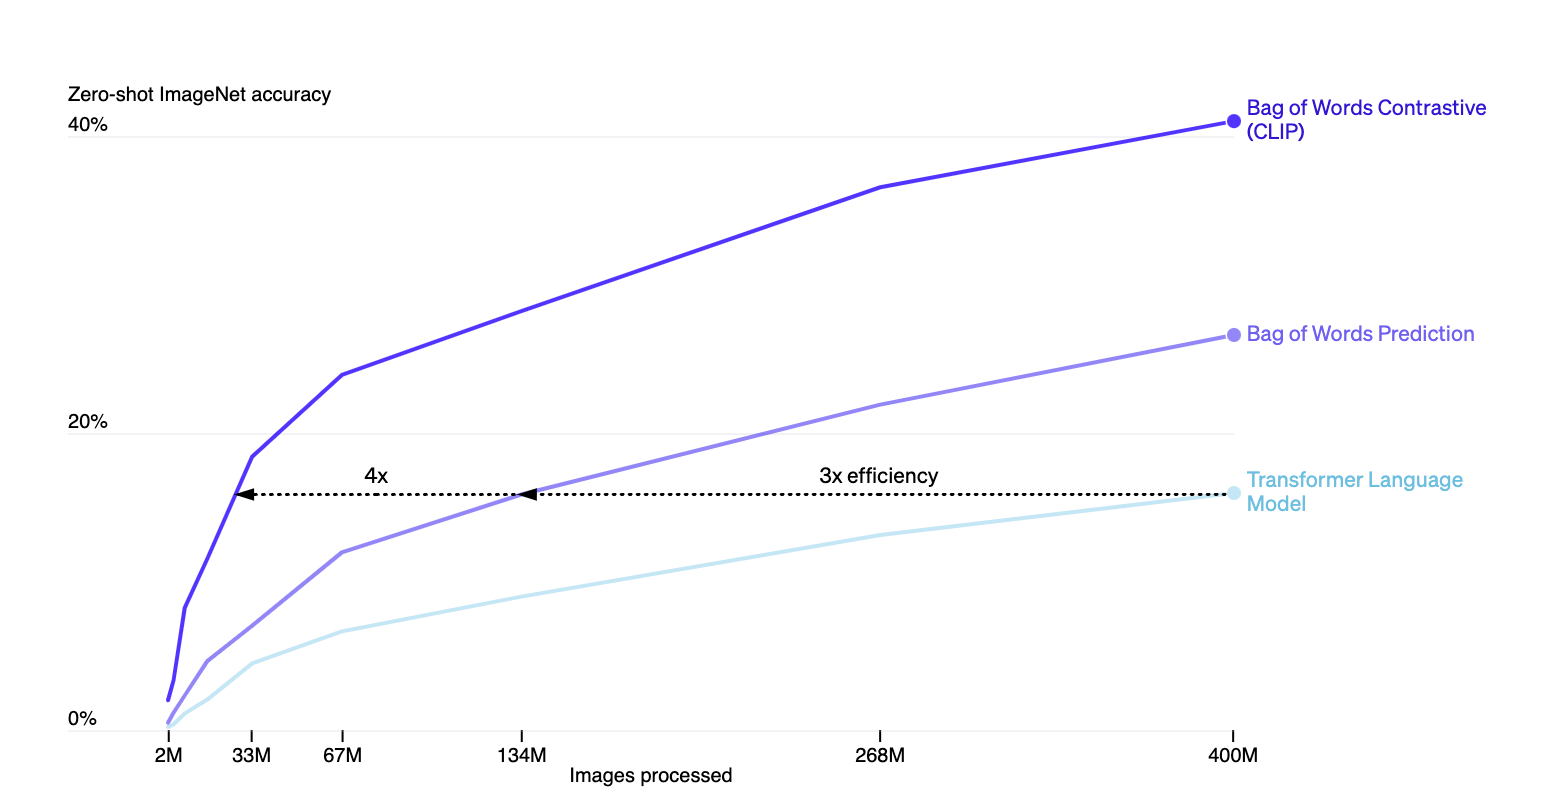 Zero-shot ImageNet accuracy
40%
Bag of Words Contrastive
(CLIP)
Bag of Words Prediction
20%
4x
3x efficiency
Transformer Language
Model
0%
2M
33M
67M
134M
268M
400M
Images processed